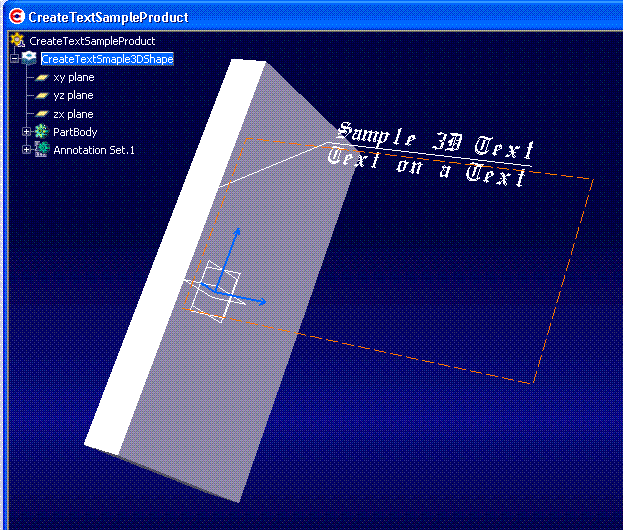 CreateTextSampleProduct
CreateTextSampleProduct
CreateTextSmaple3DShape
xy plane
yz plane
zx plane
PartBody
Annotation Set.1
Sample 3D Text
Text on a Text